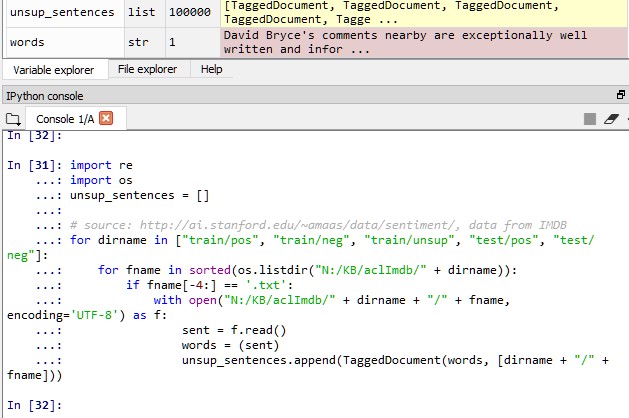 [TaggedDocument, TaggedDocument, TaggedDocument,
unsup_sentences list 100000 TaggedDocument, Tagge ...
David Bryce's comments nearby are exceptionally well
words str 1 written and infor ...
Variable explorer File explorer Help
IPython console
Console 1/A
In [32]:
In [31]: import re
...: import os
...: unsup_sentences = []
...:
...: # source: http://ai.stanford.edu/~amaas/data/sentiment/, data from IMDB
...: for dirname in ["train/pos", "train/neg", "train/unsup", "test/pos", "test/
neg"]:
...: for fname in sorted(os.listdir("N:/KB/aclImdb/" + dirname)):
...: if fname[-4:] == '.txt':
...: with open("N:/KB/aclImdb/" + dirname + "/" + fname,
encoding='UTF-8') as f:
...: sent = f.read()
...: words = (sent)
...: unsup_sentences.append(TaggedDocument(words, [dirname + "/" +
fname]))
In [32]: